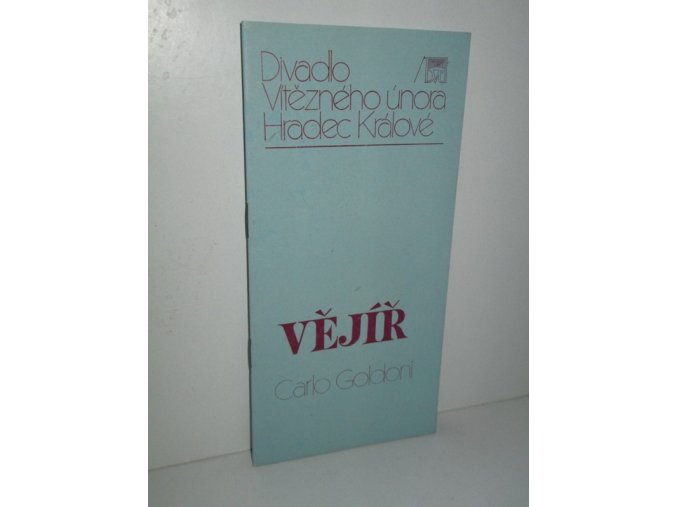 Divadlo
Vítězného února
Hradec Králové
VĚJÍŘ
Carlo Goldoni